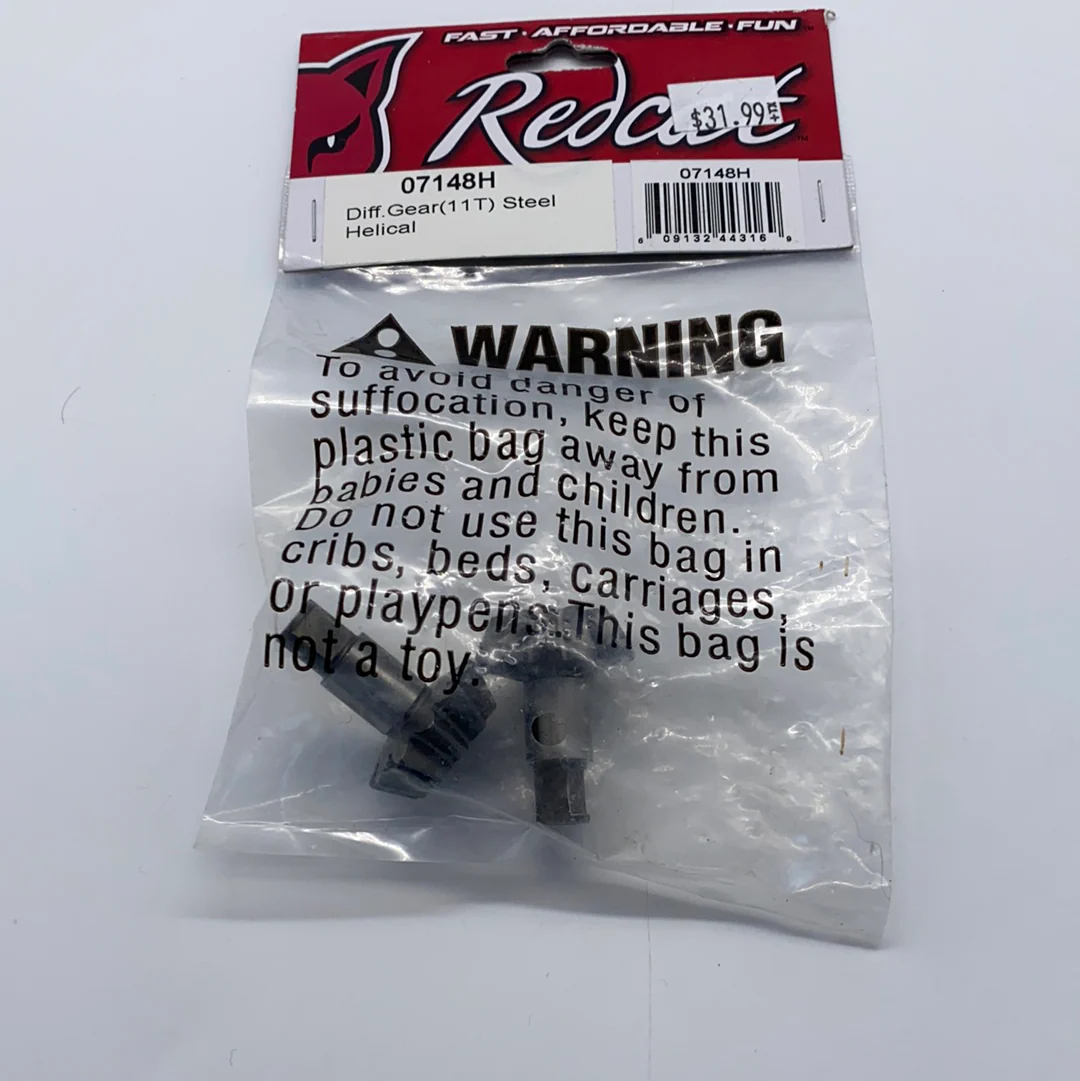 FAST · AFFORDABLE · FUN
Redcat
$31.99
07148H
Diff.Gear(11T) Steel
Helical
07148H
6 09132 44316 9
WARNING
To avoid danger of
suffocation, keep this
plastic bag away from
babies and children.
Do not use this bag in
cribs, beds, carriages,
or playpens. This bag is
not a toy.